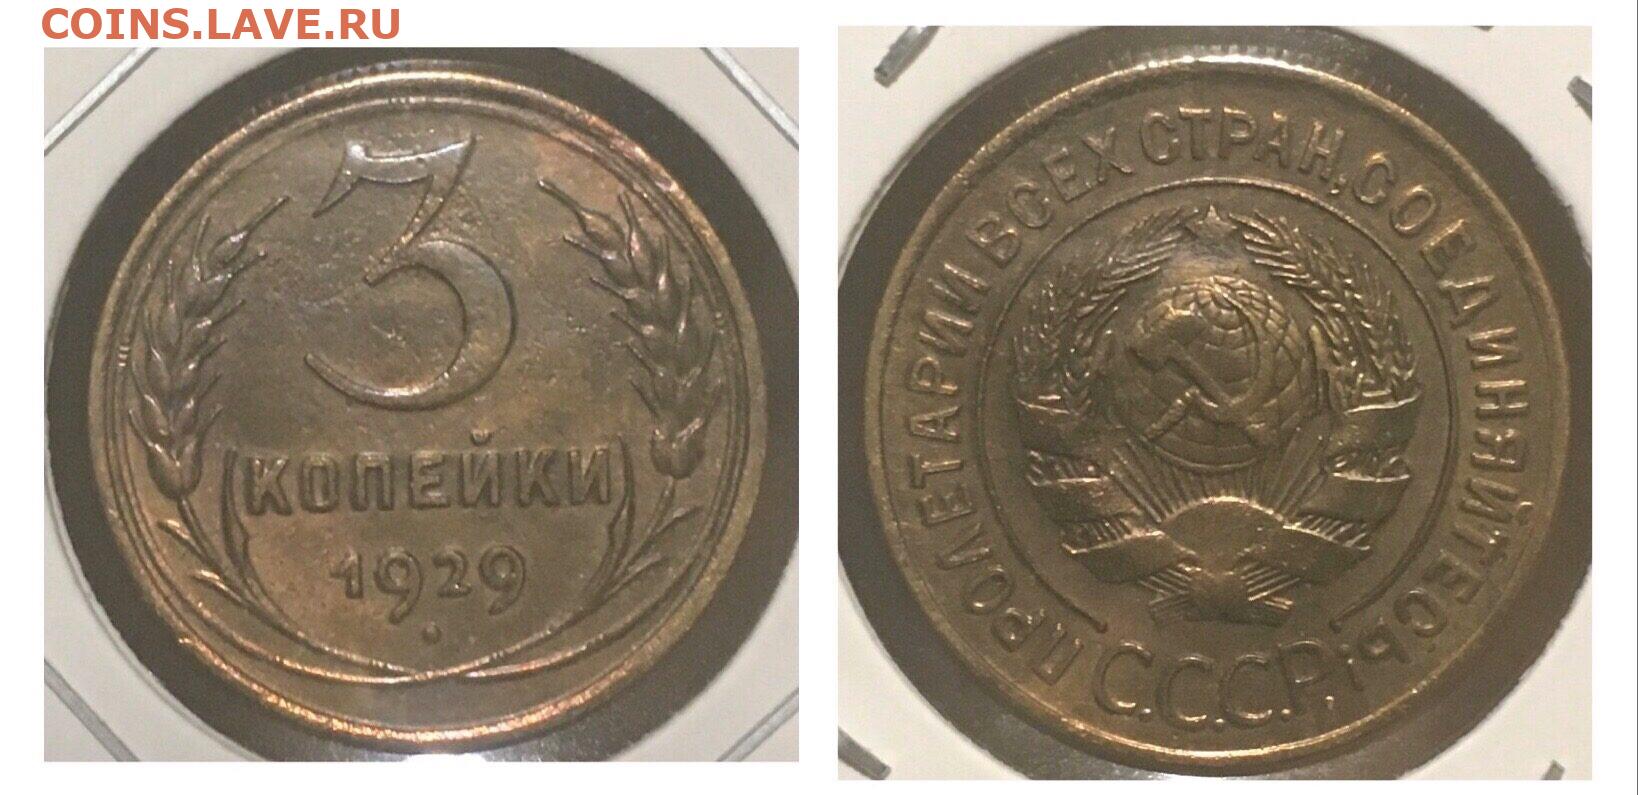 COINS.LAVE.RU
3
КОПЕЙКИ
1929
ПРОЛЕТАРИИ ВСЕХ СТРАН, СОЕДИНЯЙТЕСЬ!
С.С.С.Р.